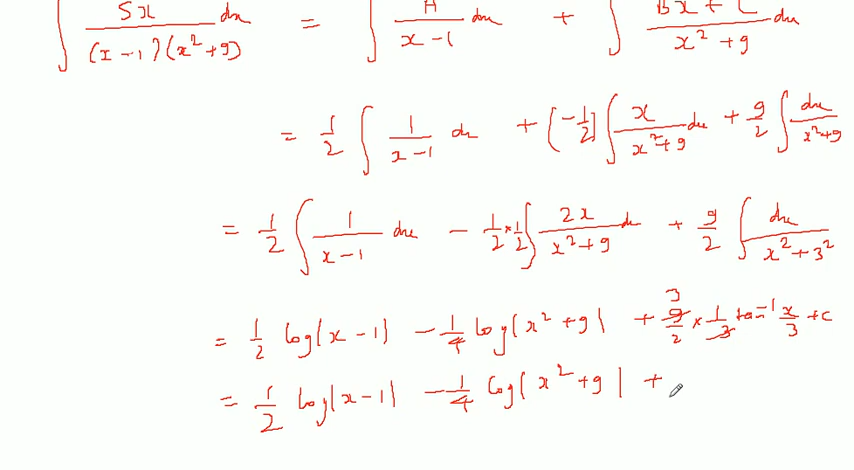 ∫ 5x/((x-1)(x²+9)) dx = ∫ A/(x-1) dx + ∫ (Bx+C)/(x²+9) dx
= 1/2 ∫ 1/(x-1) dx + (-1/2) ∫ x/(x²+9) dx + 9/2 ∫ dx/(x²+9)
= 1/2 ∫ 1/(x-1) dx - 1/2 × 1/2 ∫ 2x/(x²+9) dx + 9/2 ∫ dx/(x²+3²)
= 1/2 log|x-1| - 1/4 log|x²+9| + 3 9/2 × 1/3 tan⁻¹ x/3 + c
= 1/2 log|x-1| - 1/4 log|x²+9| +